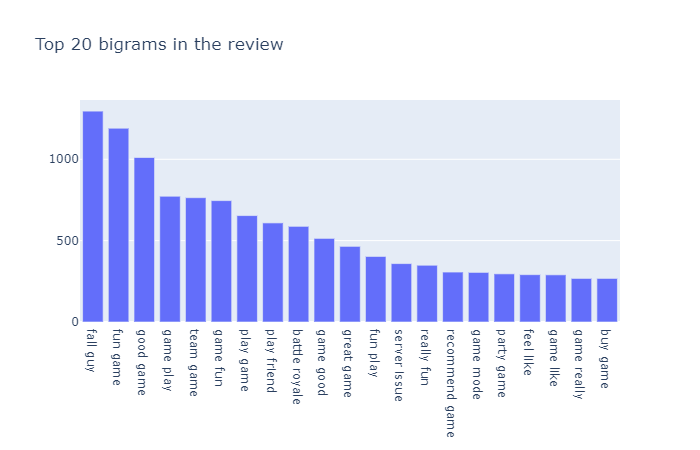 Top 20 bigrams in the review
1000
500
0
fall guy
fun game
good game
game play
team game
game fun
play game
play friend
battle royale
game good
great game
fun play
server issue
really fun
recommend game
game mode
party game
feel like
game like
game really
buy game